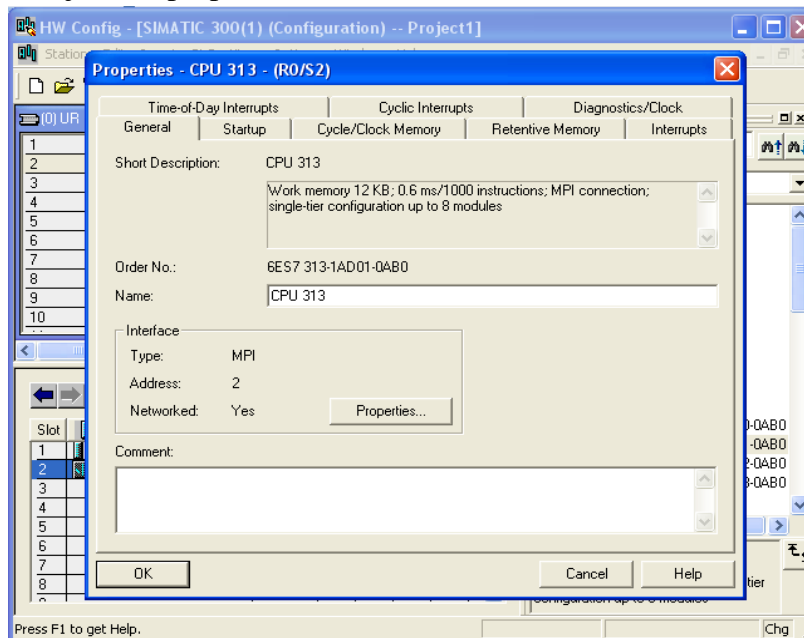 HW Config - [SIMATIC 300(1) (Configuration) -- Project1]
Station
Properties - CPU 313 - (R0/S2)
(0) UR
Time-of-Day Interrupts Cyclic Interrupts Diagnostics/Clock
General Startup Cycle/Clock Memory Retentive Memory Interrupts
1
2
3
4
5
6
7
8
9
10
Short Description: CPU 313
Work memory 12 KB; 0.6 ms/1000 instructions; MPI connection;
single-tier configuration up to 8 modules
Order No.: 6ES7 313-1AD01-0AB0
Name: CPU 313
Interface
Type: MPI
Address: 2
Networked: Yes Properties...
Comment:
Slot
1
2
3
4
5
6
7
8
-0AB0
-0AB0
-0AB0
-0AB0
tier
OK Cancel Help
Press F1 to get Help. Chg